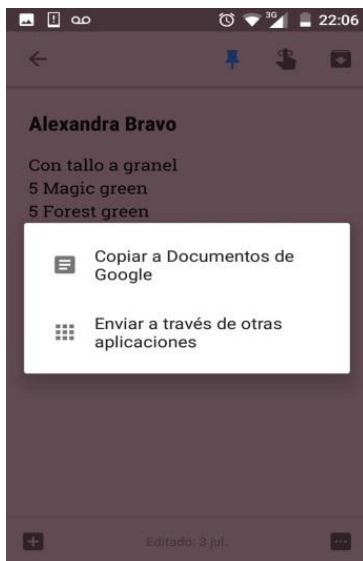 3G 22:06
Alexandra Bravo
Con tallo a granel
5 Magic green
5 Forest green
Copiar a Documentos de
Google
Enviar a través de otras
aplicaciones
Editado: 3 jul.